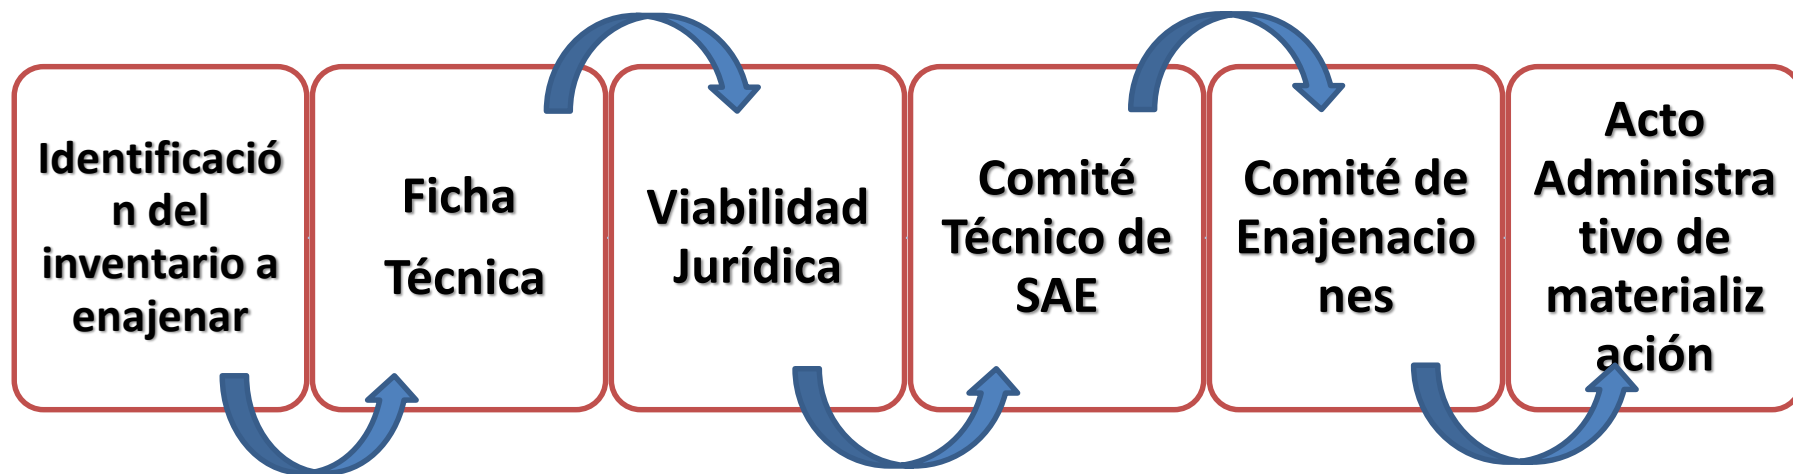 Identificació
n del
inventario a
enajenar
Ficha
Técnica
Viabilidad
Jurídica
Comité
Técnico de
SAE
Comité de
Enajenacio
nes
Acto
Administra
tivo de
materializ
ación